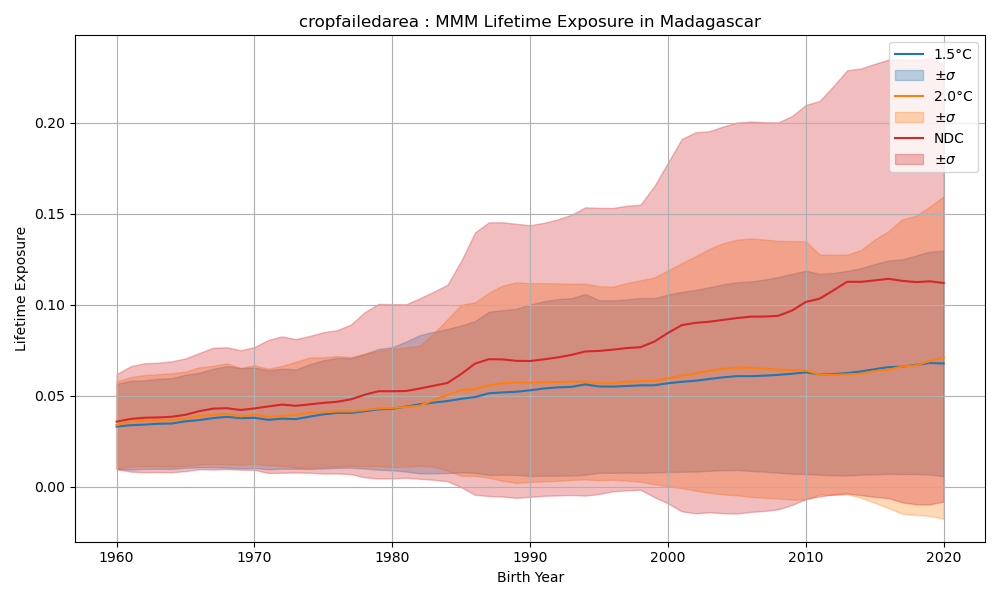 cropfailedarea : MMM Lifetime Exposure in Madagascar
1.5°C
±σ
2.0°C
±σ
NDC
±σ
Lifetime Exposure
0.20
0.15
0.10
0.05
0.00
1960 1970 1980 1990 2000 2010 2020
Birth Year